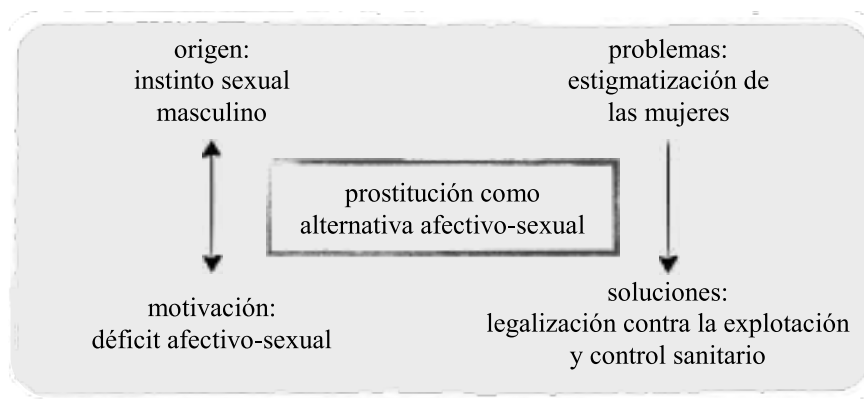 origen:
instinto sexual
masculino
problemas:
estigmatización de
las mujeres
prostitución como
alternativa afectivo-sexual
motivación:
déficit afectivo-sexual
soluciones:
legalización contra la explotación
y control sanitario